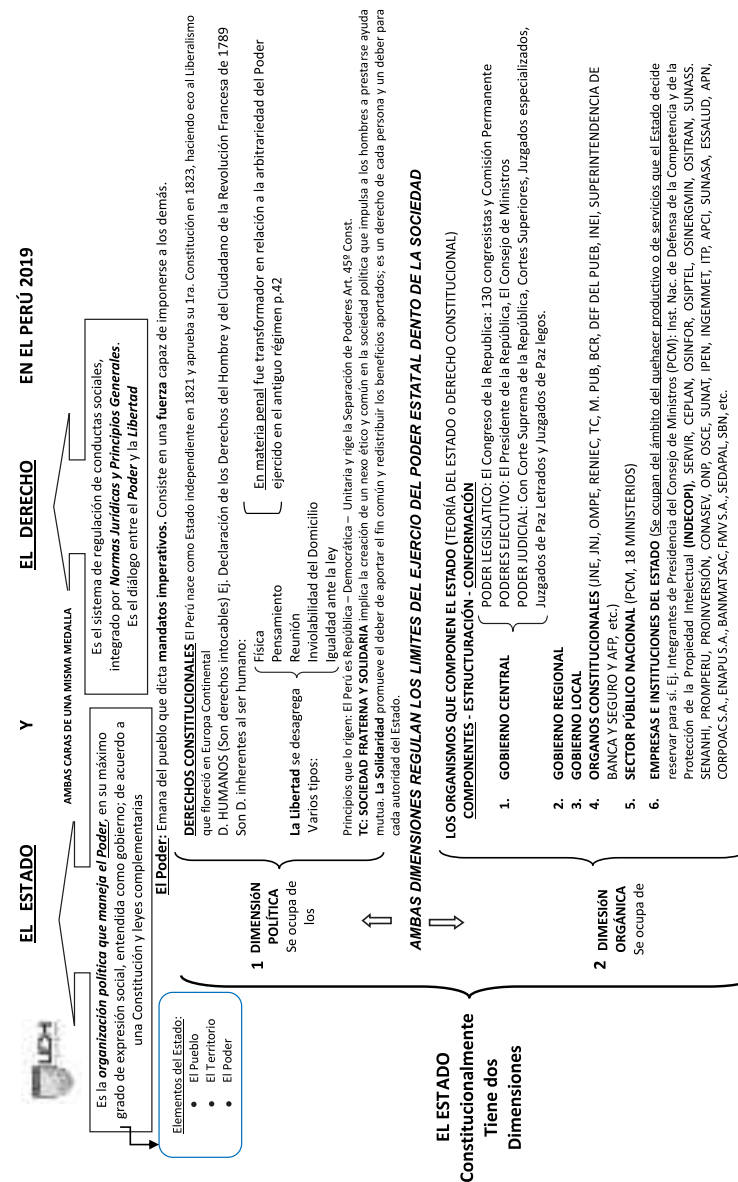 UCH
EL ESTADO Y EL DERECHO EN EL PERÚ 2019
AMBAS CARAS DE UNA MISMA MEDALLA
Es la organización política que maneja el Poder, en su máximo
grado de expresión social, entendida como gobierno; de acuerdo a
una Constitución y leyes complementarias
Es el sistema de regulación de conductas sociales,
integrado por Normas Jurídicas y Principios Generales.
Es el diálogo entre el Poder y la Libertad
Elementos del Estado:
• El Pueblo
• El Territorio
• El Poder
El Poder: Emana del pueblo que dicta mandatos imperativos. Consiste en una fuerza capaz de imponerse a los demás.
EL ESTADO
Constitucionalmente
Tiene dos
Dimensiones
1 DIMENSIóN
POLÍTICA
Se ocupa de
los
DERECHOS CONSTITUCIONALES El Perú nace como Estado independiente en 1821 y aprueba su 1ra. Constitución en 1823, haciendo eco al Liberalismo
que floreció en Europa Continental
D. HUMANOS (Son derechos intocables) Ej. Declaración de los Derechos del Hombre y del Ciudadano de la Revolución Francesa de 1789
Son D. inherentes al ser humano:
La Libertad se desagrega
Varios tipos:
Física
Pensamiento
Reunión
Inviolabilidad del Domicilio
Igualdad ante la ley
En materia penal fue transformador en relación a la arbitrariedad del Poder
ejercido en el antiguo régimen p.42
Principios que lo rigen: El Perú es República – Democrática – Unitaria y rige la Separación de Poderes Art. 45º Const.
TC: SOCIEDAD FRATERNA Y SOLIDARIA implica la creación de un nexo ético y común en la sociedad política que impulsa a los hombres a prestarse ayuda
mutua. La Solidaridad promueve el deber de aportar el fin común y redistribuir los beneficios aportados; es un derecho de cada persona y un deber para
cada autoridad del Estado.
AMBAS DIMENSIONES REGULAN LOS LIMITES DEL EJERCIO DEL PODER ESTATAL DENTO DE LA SOCIEDAD
2 DIMESIóN
ORGÁNICA
Se ocupa de
LOS ORGANISMOS QUE COMPONEN EL ESTADO (TEORÍA DEL ESTADO o DERECHO CONSTITUCIONAL)
COMPONENTES - ESTRUCTURACIÓN - CONFORMACIÓN
1. GOBIERNO CENTRAL
PODER LEGISLATICO: El Congreso de la Republica: 130 congresistas y Comisión Permanente
PODERES EJECUTIVO: El Presidente de la República, El Consejo de Ministros
PODER JUDICIAL: Con Corte Suprema de la República, Cortes Superiores, Juzgados especializados,
Juzgados de Paz Letrados y Juzgados de Paz legos.
2. GOBIERNO REGIONAL
3. GOBIERNO LOCAL
4. ORGANOS CONSTITUCIONALES (JNE, JNJ, OMPE, RENIEC, TC, M. PUB, BCR, DEF DEL PUEB, INEI, SUPERINTENDENCIA DE
BANCA Y SEGURO Y AFP, etc.)
5. SECTOR PÚBLICO NACIONAL (PCM, 18 MINISTERIOS)
6. EMPRESAS E INSTITUCIONES DEL ESTADO (Se ocupan del ámbito del quehacer productivo o de servicios que el Estado decide
reservar para sí. Ej. Integrantes de Presidencia del Consejo de Ministros (PCM): Inst. Nac. de Defensa de la Competencia y de la
Protección de la Propiedad Intelectual (INDECOPI), SERVIR, CEPLAN, OSINFOR, OSIPTEL, OSINERGMIN, OSITRAN, SUNASS.
SENANHI, PROMPERU, PROINVERSIÓN, CONASEV, ONP, OSCE, SUNAT, IPEN, INGEMMET, ITP, APCI, SUNASA, ESSALUD, APN,
CORPOAC S.A., ENAPU S.A., BANMAT SAC, FMV S.A., SEDAPAL, SBN, etc.